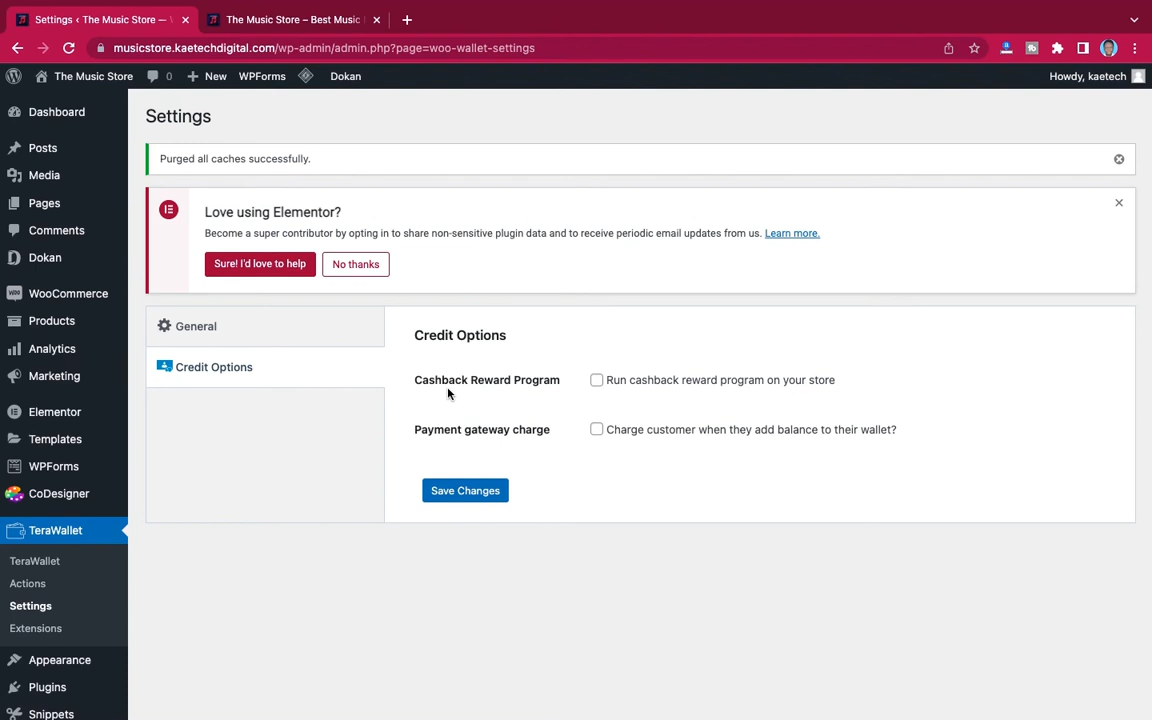 Settings ‹ The Music Store —
The Music Store – Best Music
musicstore.kaetechdigital.com/wp-admin/admin.php?page=woo-wallet-settings
The Music Store
0
New
WPForms
Dokan
Howdy, kaetech
Dashboard
Posts
Media
Pages
Comments
Dokan
WooCommerce
Products
Analytics
Marketing
Elementor
Templates
WPForms
CoDesigner
TeraWallet
TeraWallet
Actions
Settings
Extensions
Appearance
Plugins
Snippets
Settings
Purged all caches successfully.
Love using Elementor?
Become a super contributor by opting in to share non-sensitive plugin data and to receive periodic email updates from us. Learn more.
Sure! I'd love to help
No thanks
General
Credit Options
Credit Options
Cashback Reward Program
Run cashback reward program on your store
Payment gateway charge
Charge customer when they add balance to their wallet?
Save Changes